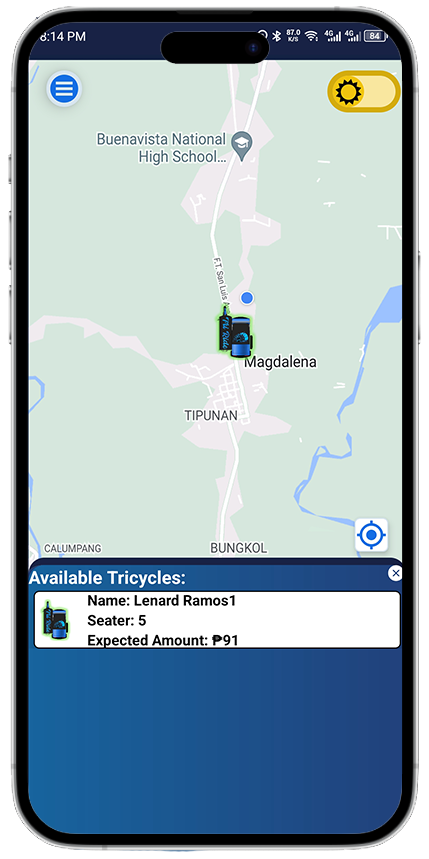 8:14 PM
87.0
K/S
4G
4G
84
Buenavista National
High School...
F.T. San Luis
Magdalena
TIPUNAN
CALUMPANG
BUNGKOL
Available Tricycles:
Name: Lenard Ramos1
Seater: 5
Expected Amount: ₱91